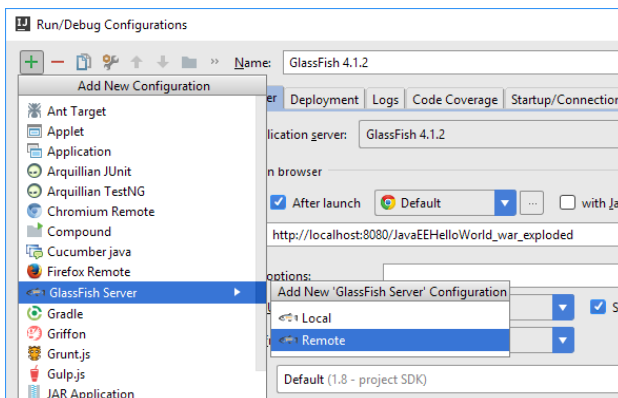 Run/Debug Configurations
Name: GlassFish 4.1.2
Add New Configuration
Ant Target
Applet
Application
Arquillian JUnit
Arquillian TestNG
Chromium Remote
Compound
Cucumber java
Firefox Remote
GlassFish Server
Gradle
Griffon
Grunt.js
Gulp.js
JAR Application
er Deployment Logs Code Coverage Startup/Connection
lication server: GlassFish 4.1.2
n browser
After launch Default ... with Ja
http://localhost:8080/JavaEEHelloWorld_war_exploded
options:
Add New 'GlassFish Server' Configuration
Local
Remote
S
Default (1.8 - project SDK)